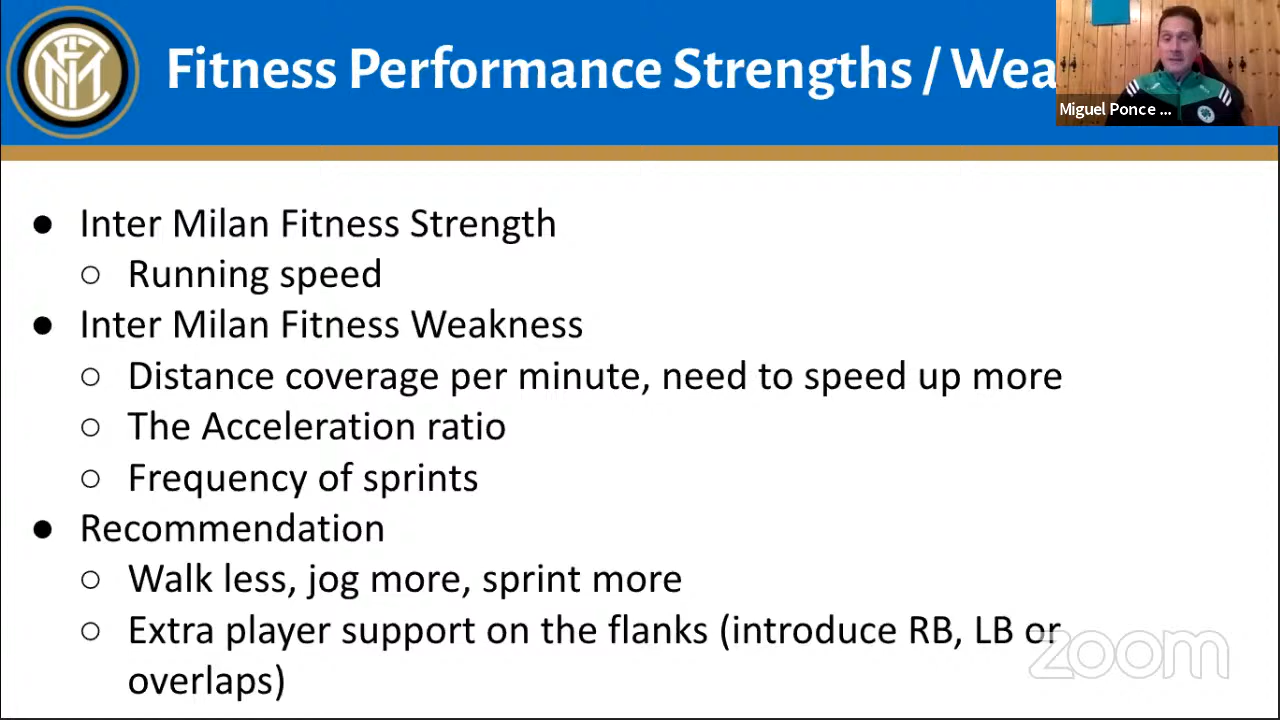 Fitness Performance Strengths / Wea
Miguel Ponce ...
● Inter Milan Fitness Strength
○ Running speed
● Inter Milan Fitness Weakness
○ Distance coverage per minute, need to speed up more
○ The Acceleration ratio
○ Frequency of sprints
● Recommendation
○ Walk less, jog more, sprint more
○ Extra player support on the flanks (introduce RB, LB or
overlaps)
zoom